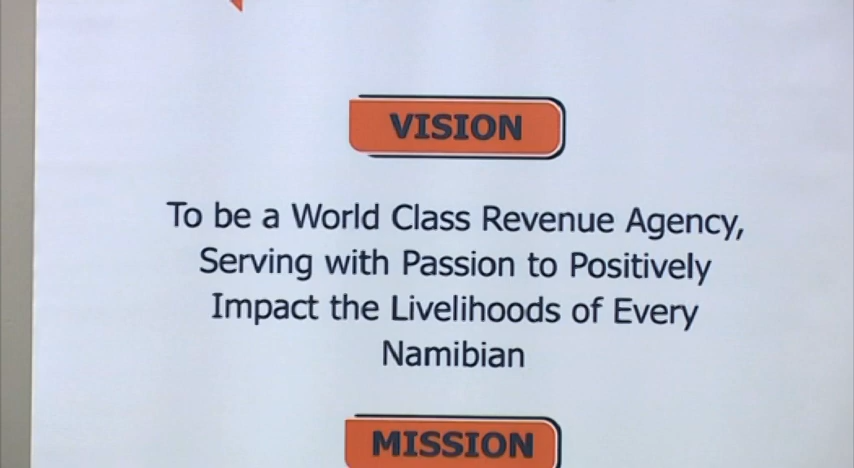 VISION
To be a World Class Revenue Agency,
Serving with Passion to Positively
Impact the Livelihoods of Every
Namibian
MISSION